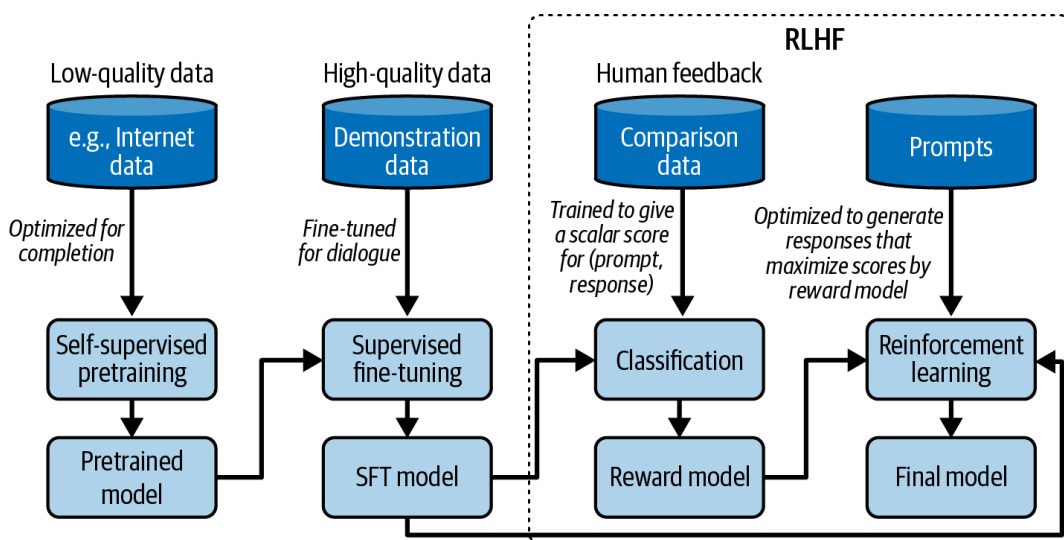 RLHF
Low-quality data
e.g., Internet
data
Optimized for
completion
Self-supervised
pretraining
Pretrained
model
High-quality data
Demonstration
data
Fine-tuned
for dialogue
Supervised
fine-tuning
SFT model
Human feedback
Comparison
data
Trained to give
a scalar score
for (prompt,
response)
Classification
Reward model
Prompts
Optimized to generate
responses that
maximize scores by
reward model
Reinforcement
learning
Final model